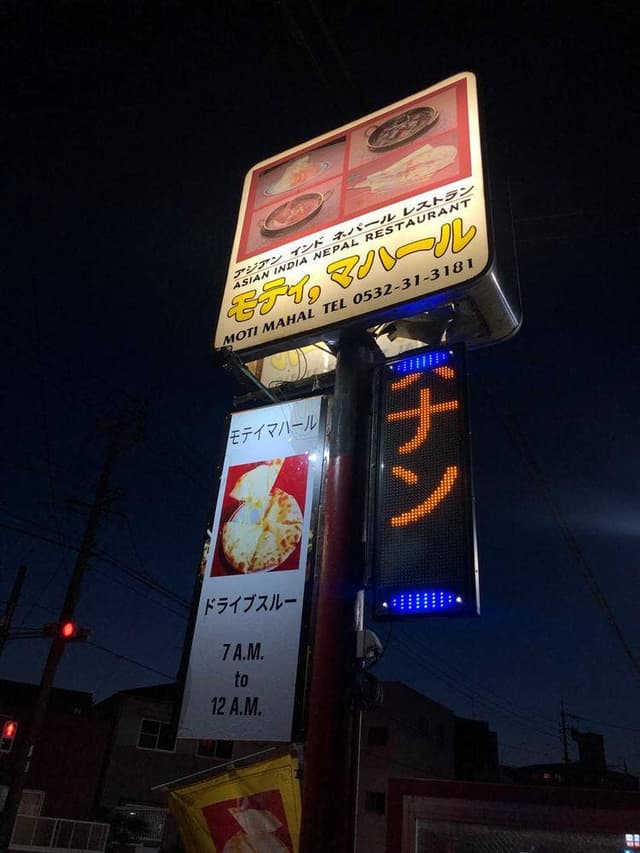 アジアン インド ネパール レストラン
ASIAN INDIA NEPAL RESTAURANT
モティ, マハール
MOTI MAHAL TEL 0532-31-3181
モテイマハール
ドライブスルー
7 A.M.
to
12 A.M.
ナン